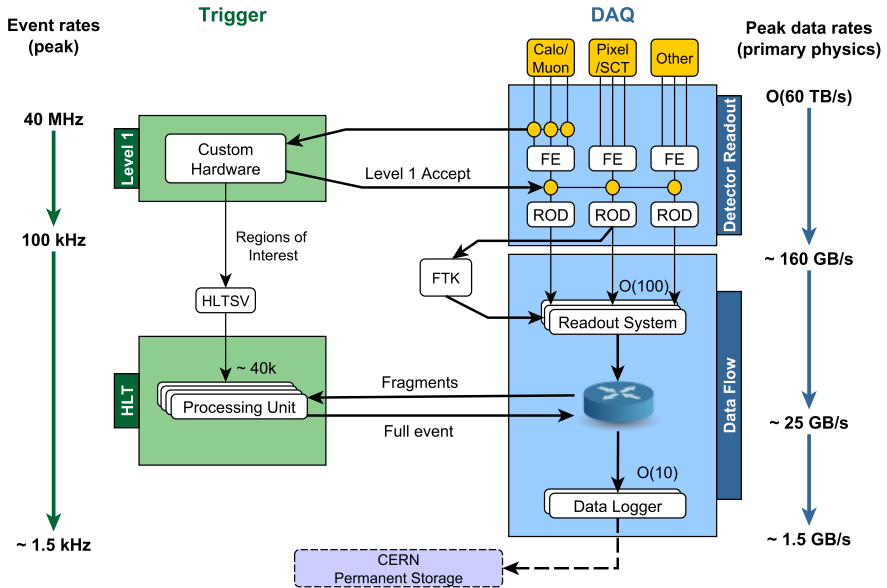 Event rates
(peak)
Trigger
DAQ
Peak data rates
(primary physics)
Calo/
Muon
Pixel
/SCT
Other
40 MHz
O(60 TB/s)
Level 1
Custom
Hardware
Level 1 Accept
FE
FE
FE
ROD
ROD
ROD
Detector Readout
100 kHz
Regions of
Interest
~ 160 GB/s
FTK
HLTSV
O(100)
Readout System
HLT
~ 40k
Processing Unit
Fragments
Full event
Data Flow
~ 25 GB/s
O(10)
Data Logger
~ 1.5 kHz
~ 1.5 GB/s
CERN
Permanent Storage